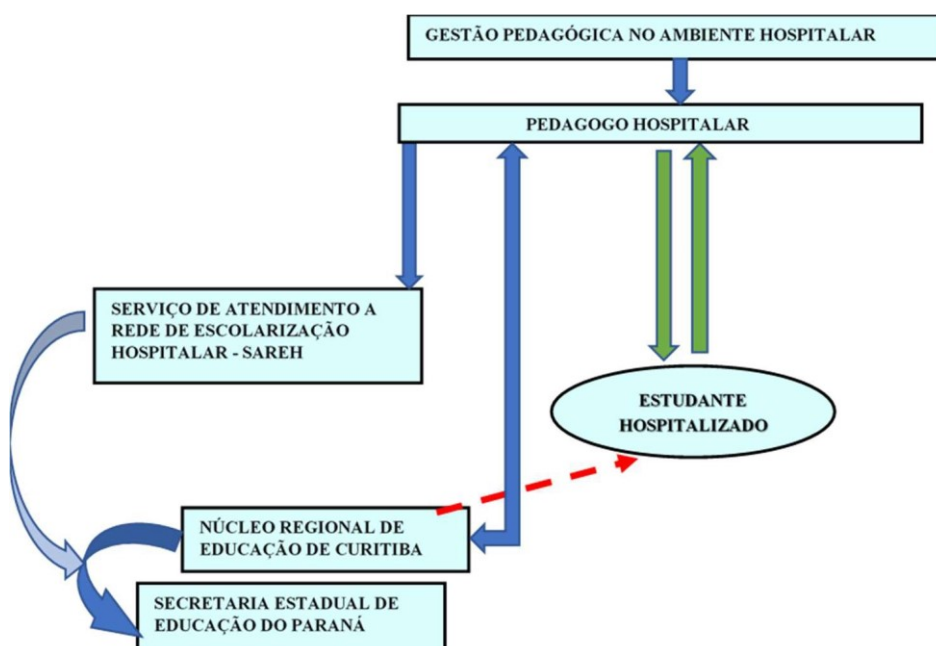 GESTÃO PEDAGÓGICA NO AMBIENTE HOSPITALAR
PEDAGOGO HOSPITALAR
SERVIÇO DE ATENDIMENTO A
REDE DE ESCOLARIZAÇÃO
HOSPITALAR - SAREH
ESTUDANTE
HOSPITALIZADO
NÚCLEO REGIONAL DE
EDUCAÇÃO DE CURITIBA
SECRETARIA ESTADUAL DE
EDUCAÇÃO DO PARANÁ